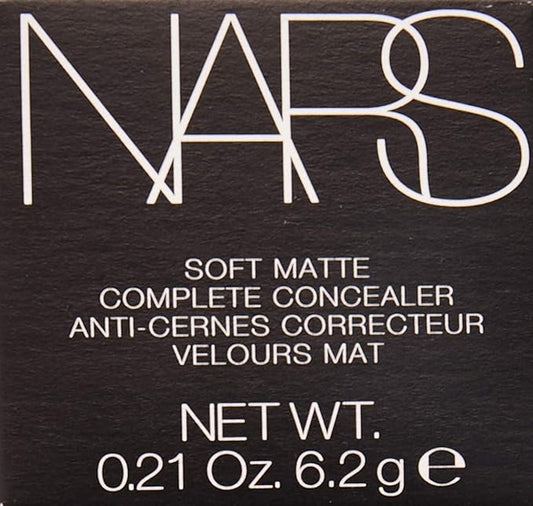 NARS
SOFT MATTE
COMPLETE CONCEALER
ANTI-CERNES CORRECTEUR
VELOURS MAT
NET WT.
0.21 Oz. 6.2 g ℮